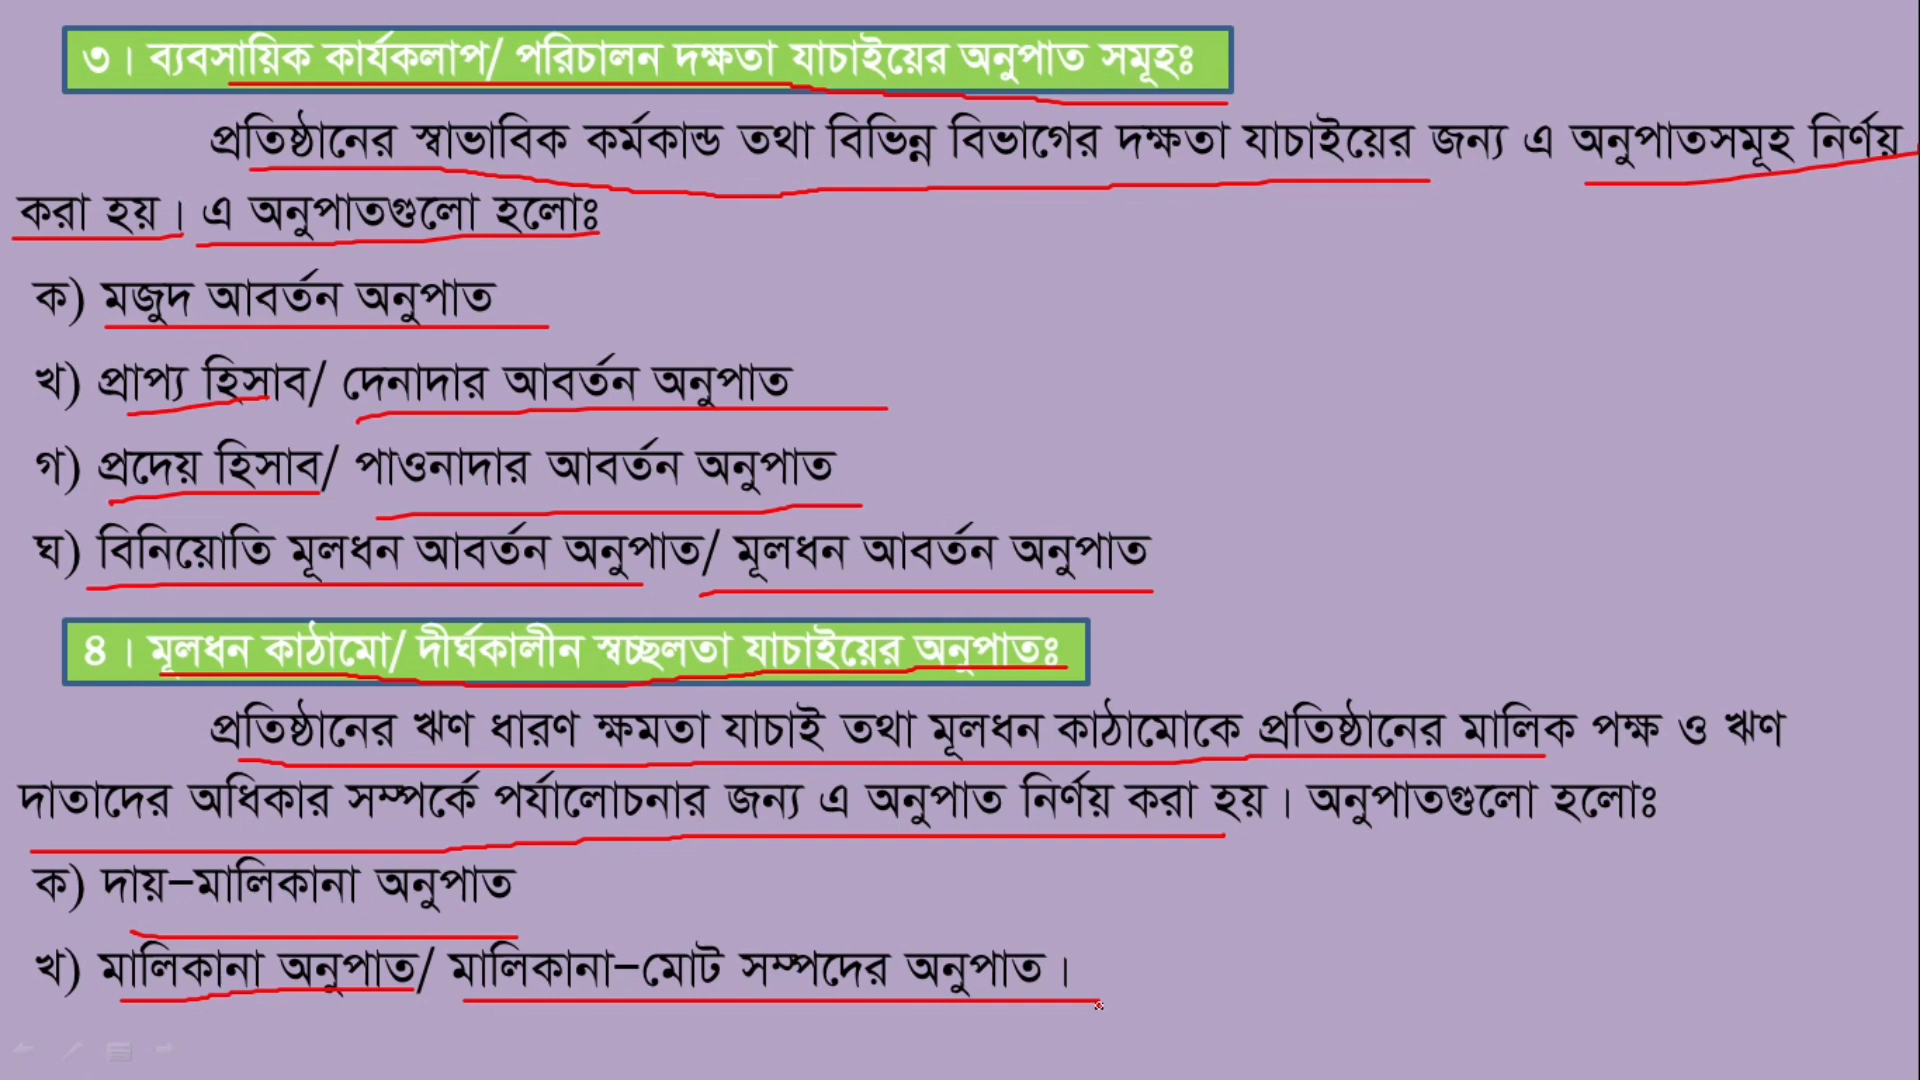 ৩। ব্যবসায়িক কার্যকলাপ/ পরিচালন দক্ষতা যাচাইয়ের অনুপাত সমূহঃ
প্রতিষ্ঠানের স্বাভাবিক কর্মকান্ড তথা বিভিন্ন বিভাগের দক্ষতা যাচাইয়ের জন্য এ অনুপাতসমূহ নির্ণয়
করা হয়। এ অনুপাতগুলো হলোঃ
ক) মজুদ আবর্তন অনুপাত
খ) প্রাপ্য হিসাব/ দেনাদার আবর্তন অনুপাত
গ) প্রদেয় হিসাব/ পাওনাদার আবর্তন অনুপাত
ঘ) বিনিয়োতি মূলধন আবর্তন অনুপাত/ মূলধন আবর্তন অনুপাত
৪। মূলধন কাঠামো/ দীর্ঘকালীন স্বচ্ছলতা যাচাইয়ের অনুপাতঃ
প্রতিষ্ঠানের ঋণ ধারণ ক্ষমতা যাচাই তথা মূলধন কাঠামোকে প্রতিষ্ঠানের মালিক পক্ষ ও ঋণ
দাতাদের অধিকার সম্পর্কে পর্যালোচনার জন্য এ অনুপাত নির্ণয় করা হয়। অনুপাতগুলো হলোঃ
ক) দায়–মালিকানা অনুপাত
খ) মালিকানা অনুপাত/ মালিকানা–মোট সম্পদের অনুপাত।